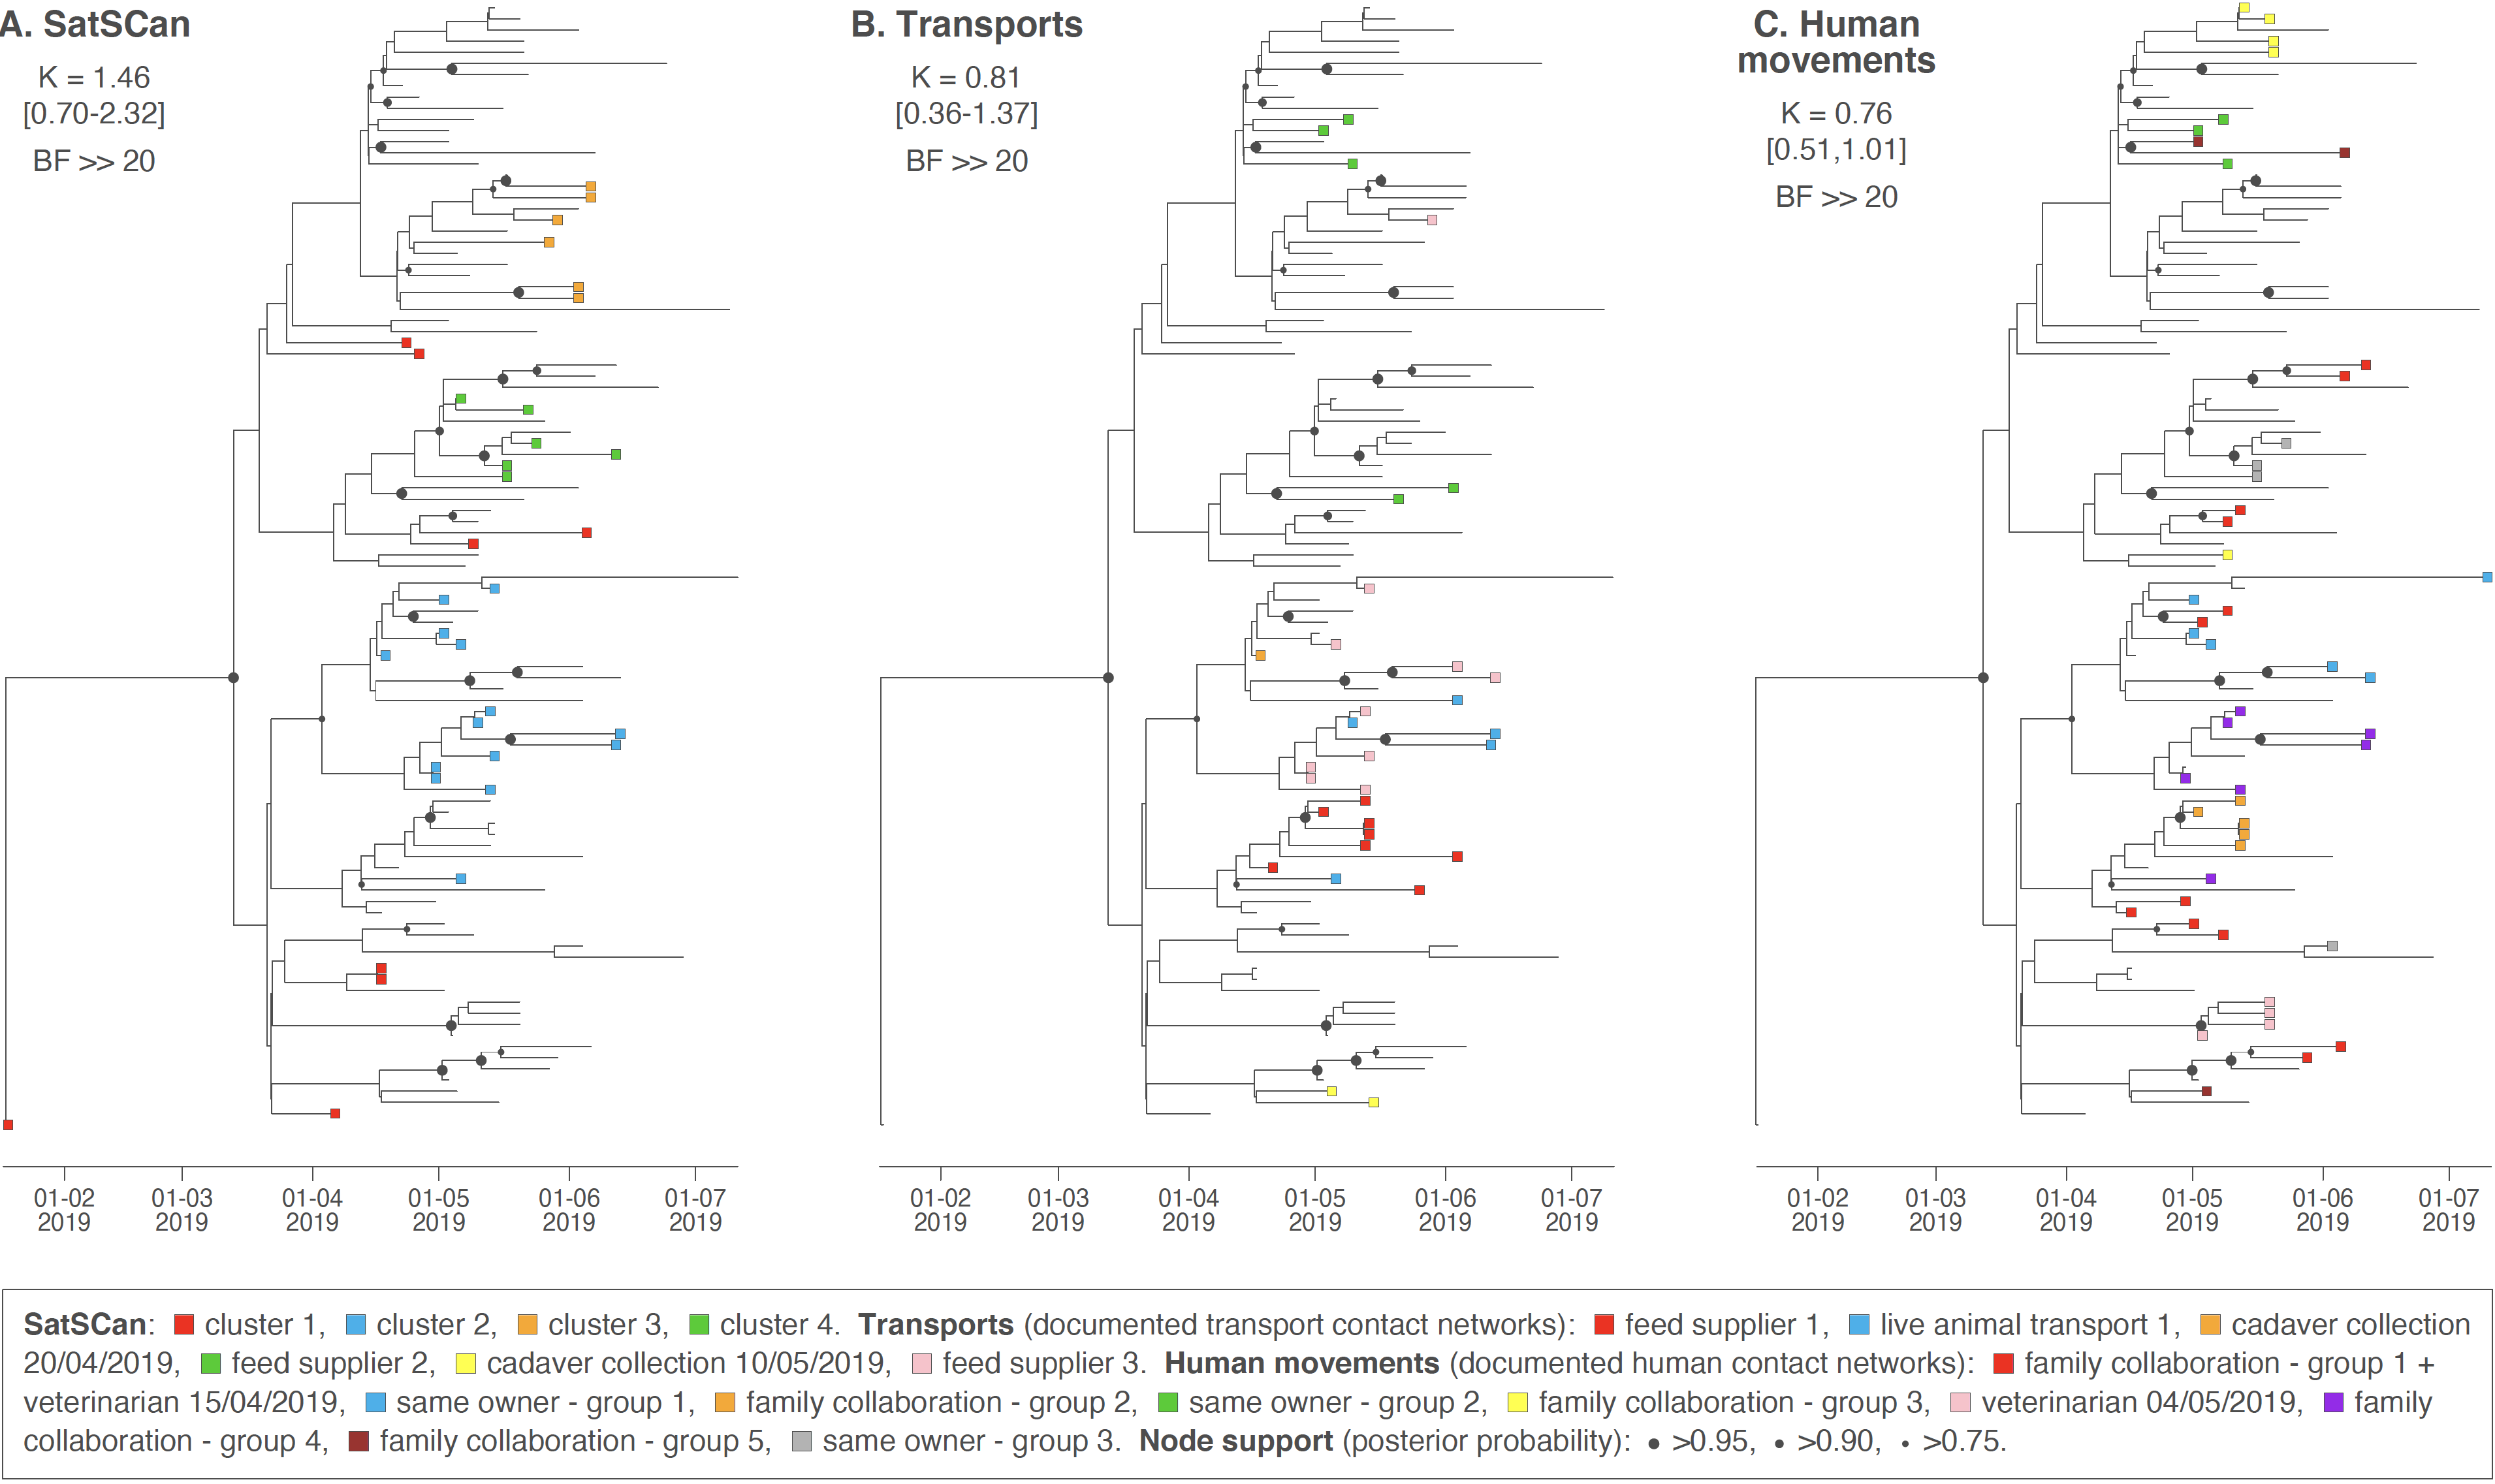 A. SatSCan
K = 1.46
[0.70-2.32]
BF >> 20
B. Transports
K = 0.81
[0.36-1.37]
BF >> 20
C. Human
movements
K = 0.76
[0.51,1.01]
BF >> 20
01-02 01-03 01-04 01-05 01-06 01-07
2019 2019 2019 2019 2019 2019
01-02 01-03 01-04 01-05 01-06 01-07
2019 2019 2019 2019 2019 2019
01-02 01-03 01-04 01-05 01-06 01-07
2019 2019 2019 2019 2019 2019
SatSCan: cluster 1, cluster 2, cluster 3, cluster 4. Transports (documented transport contact networks): feed supplier 1, live animal transport 1, cadaver collection
20/04/2019, feed supplier 2, cadaver collection 10/05/2019, feed supplier 3. Human movements (documented human contact networks): family collaboration - group 1 +
veterinarian 15/04/2019, same owner - group 1, family collaboration - group 2, same owner - group 2, family collaboration - group 3, veterinarian 04/05/2019, family
collaboration - group 4, family collaboration - group 5, same owner - group 3. Node support (posterior probability): >0.95, >0.90, >0.75.